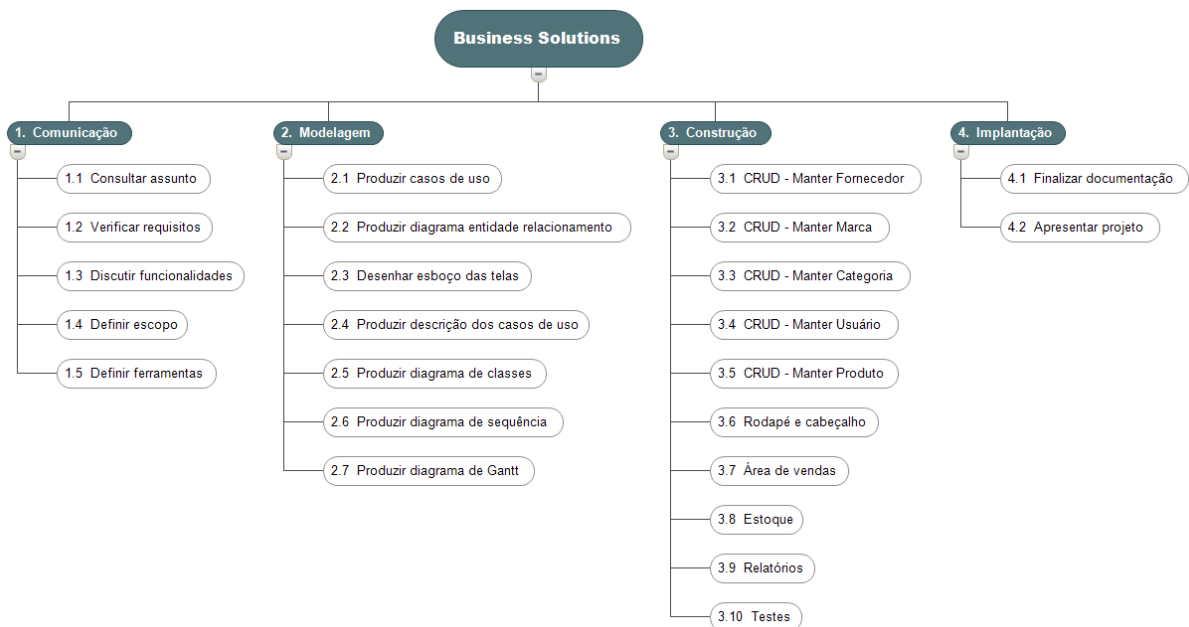 Business Solutions
1. Comunicação
1.1 Consultar assunto
1.2 Verificar requisitos
1.3 Discutir funcionalidades
1.4 Definir escopo
1.5 Definir ferramentas
2. Modelagem
2.1 Produzir casos de uso
2.2 Produzir diagrama entidade relacionamento
2.3 Desenhar esboço das telas
2.4 Produzir descrição dos casos de uso
2.5 Produzir diagrama de classes
2.6 Produzir diagrama de sequência
2.7 Produzir diagrama de Gantt
3. Construção
3.1 CRUD - Manter Fornecedor
3.2 CRUD - Manter Marca
3.3 CRUD - Manter Categoria
3.4 CRUD - Manter Usuário
3.5 CRUD - Manter Produto
3.6 Rodapé e cabeçalho
3.7 Área de vendas
3.8 Estoque
3.9 Relatórios
3.10 Testes
4. Implantação
4.1 Finalizar documentação
4.2 Apresentar projeto